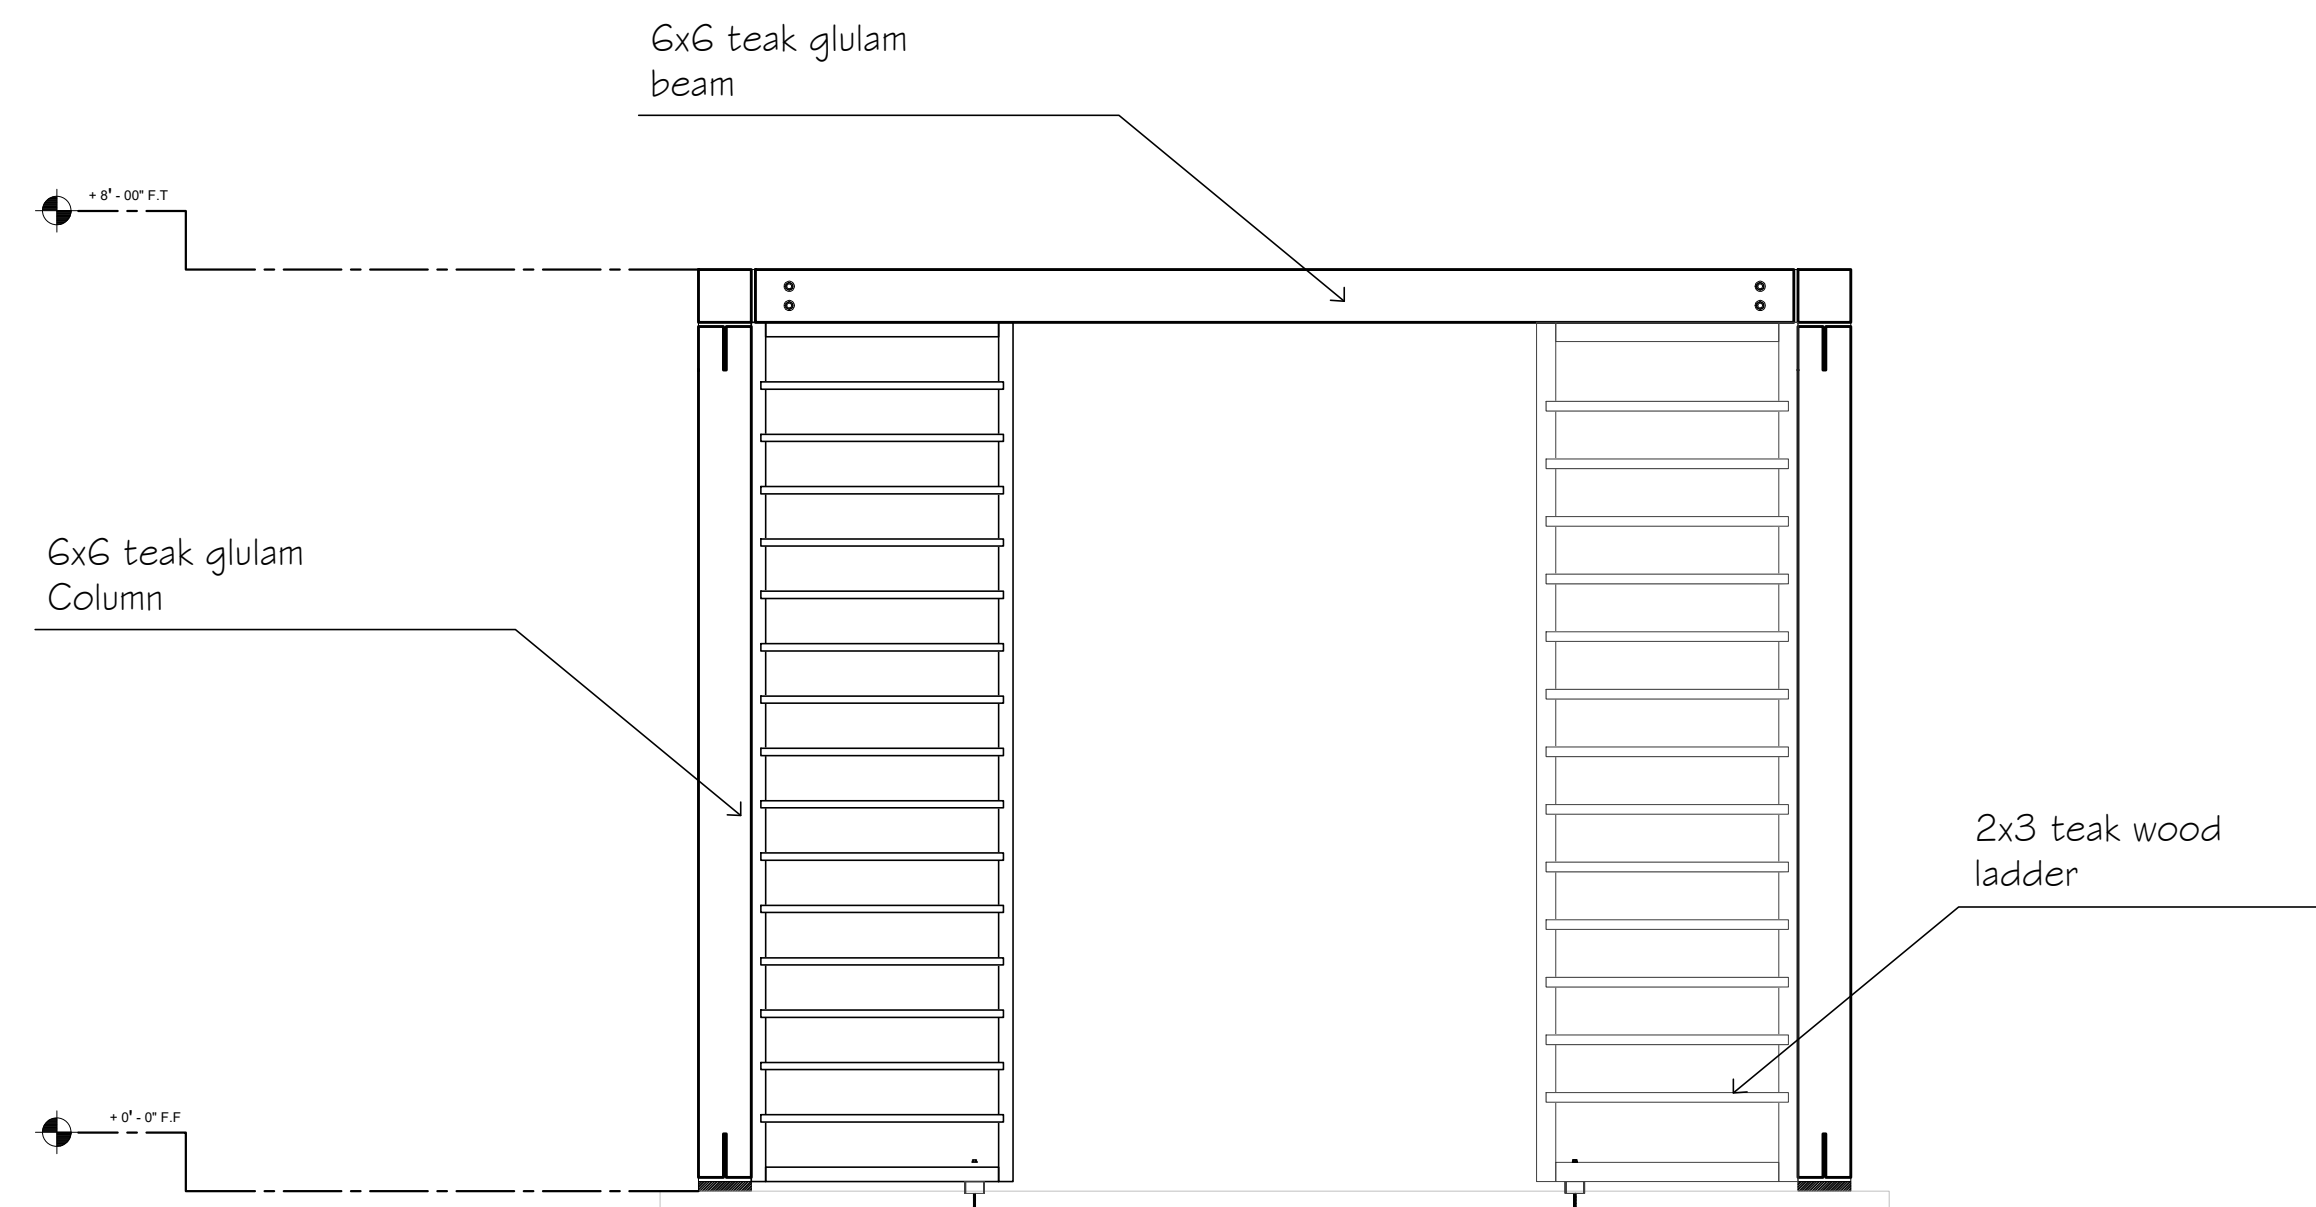 6x6 teak glulam
beam
+ 8' - 00" F.T
6x6 teak glulam
Column
2x3 teak wood
ladder
+ 0' - 0" F.F